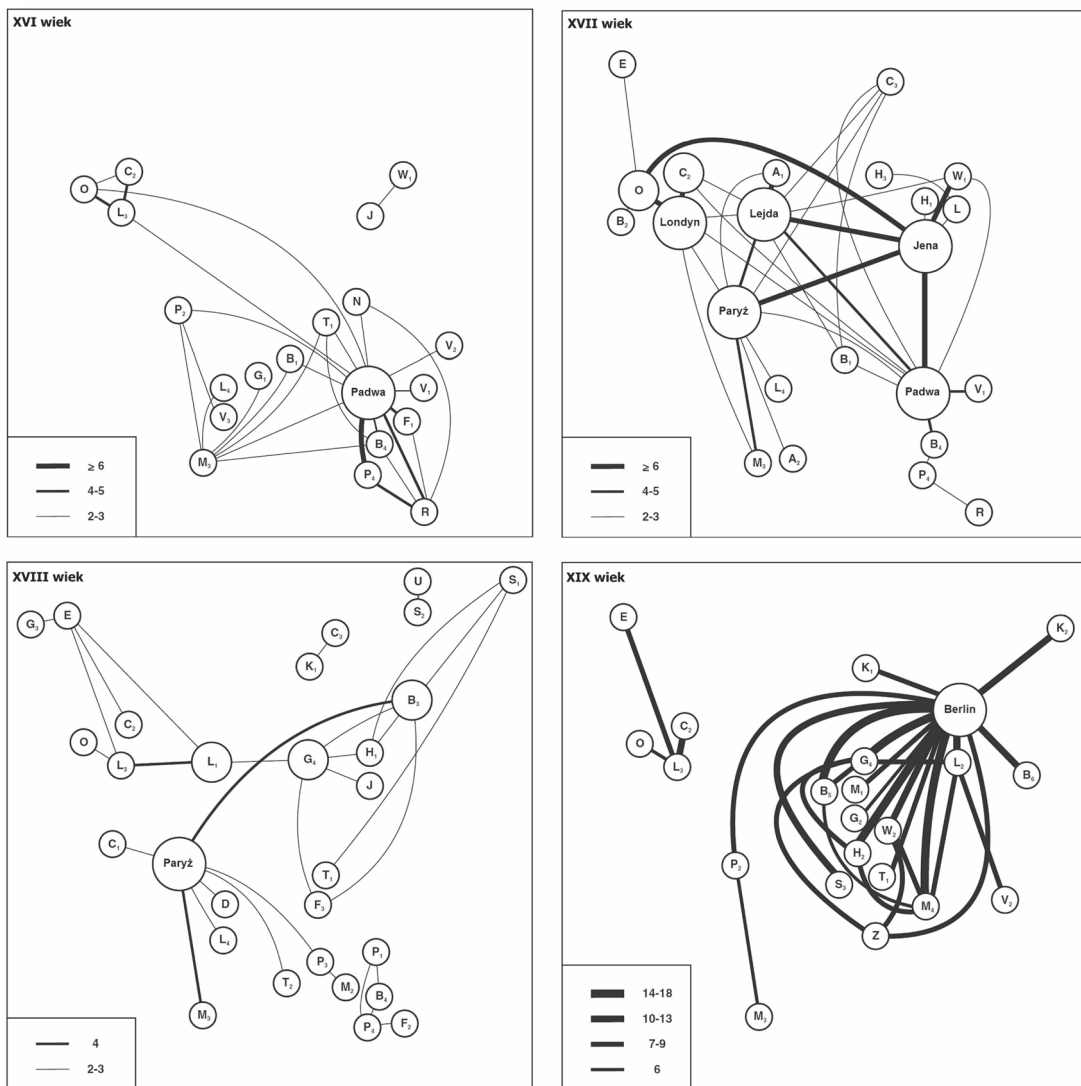 XVI wiek
C₂
O
L₃
W₁
J
N
P₂
T₁
V₂
B₁
G₁
L₄
Padwa
V₁
V₃
F₁
B₄
M₃
P₄
R
≥ 6
4-5
2-3
XVII wiek
E
C₃
C₂
A₁
H₃
W₁
O
H₁
L
B₂
Londyn
Lejda
Jena
Paryż
B₁
L₄
Padwa
V₁
M₃
A₂
B₄
P₄
R
≥ 6
4-5
2-3
XVIII wiek
U
S₁
S₂
G₃
E
C₃
K₁
B₃
C₂
O
L₃
L₁
G₄
H₁
J
C₁
Paryż
T₁
D
F₃
L₄
P₁
P₃
T₂
M₂
B₄
M₃
P₄
F₂
4
2-3
XIX wiek
E
K₂
K₁
Berlin
C₂
O
L₃
G₄
L₂
B₆
B₅
M₁
G₂
W₂
H₂
P₂
T₁
S₃
V₂
M₄
Z
M₃
14-18
10-13
7-9
6